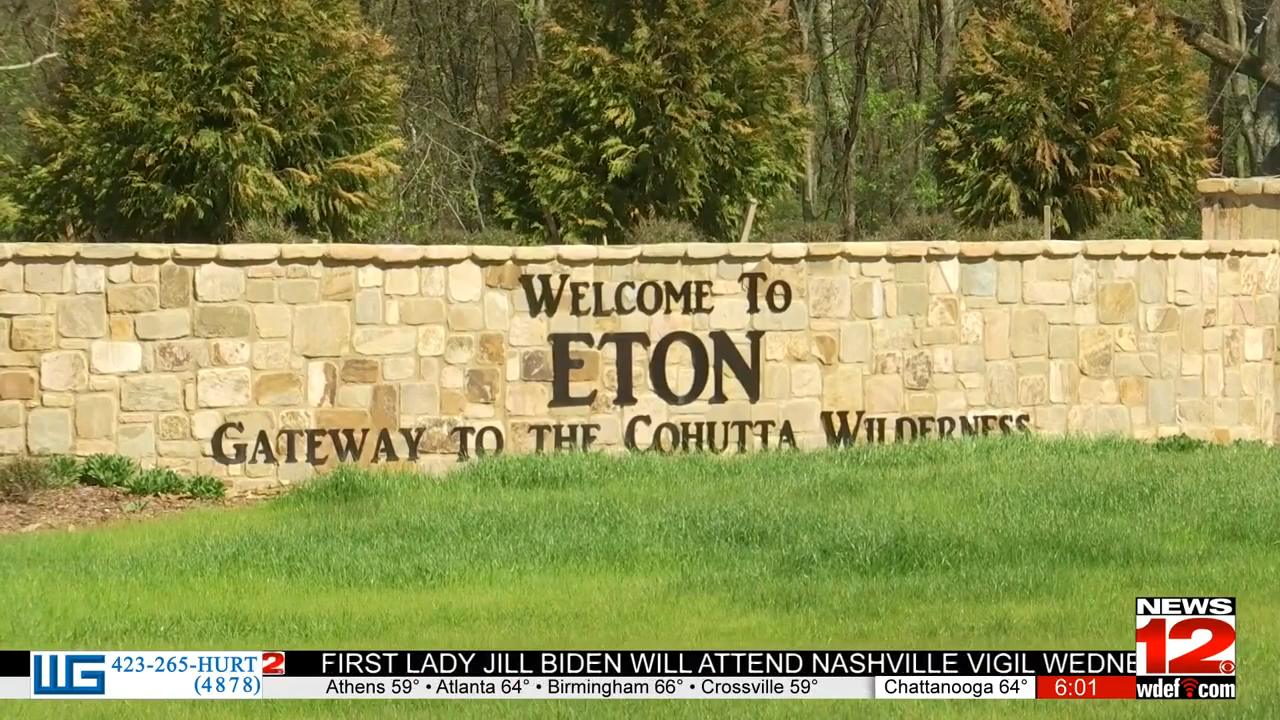 WELCOME TO
ETON
GATEWAY TO THE COHUTTA WILDERNESS
NEWS
12
WG 423-265-HURT 2 FIRST LADY JILL BIDEN WILL ATTEND NASHVILLE VIGIL WEDNE
(4878) Athens 59° • Atlanta 64° • Birmingham 66° • Crossville 59° Chattanooga 64° 6:01 wdef.com